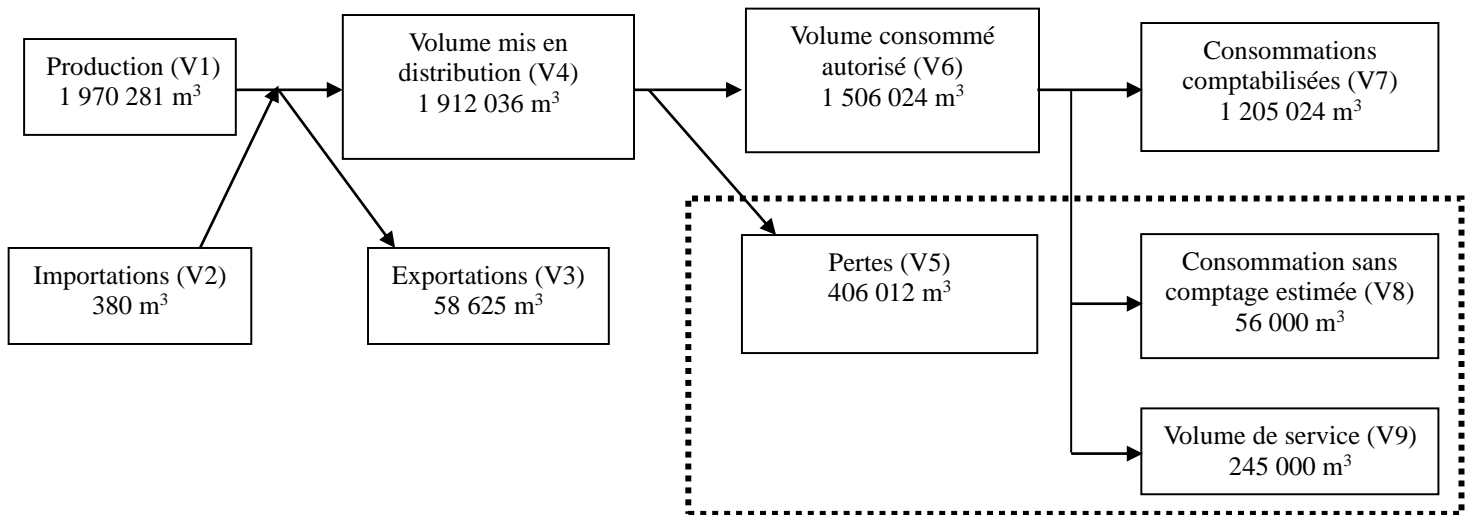 Production (V1)
1 970 281 m³
Volume mis en
distribution (V4)
1 912 036 m³
Volume consommé
autorisé (V6)
1 506 024 m³
Consommations
comptabilisées (V7)
1 205 024 m³
Importations (V2)
380 m³
Exportations (V3)
58 625 m³
Pertes (V5)
406 012 m³
Consommation sans
comptage estimée (V8)
56 000 m³
Volume de service (V9)
245 000 m³